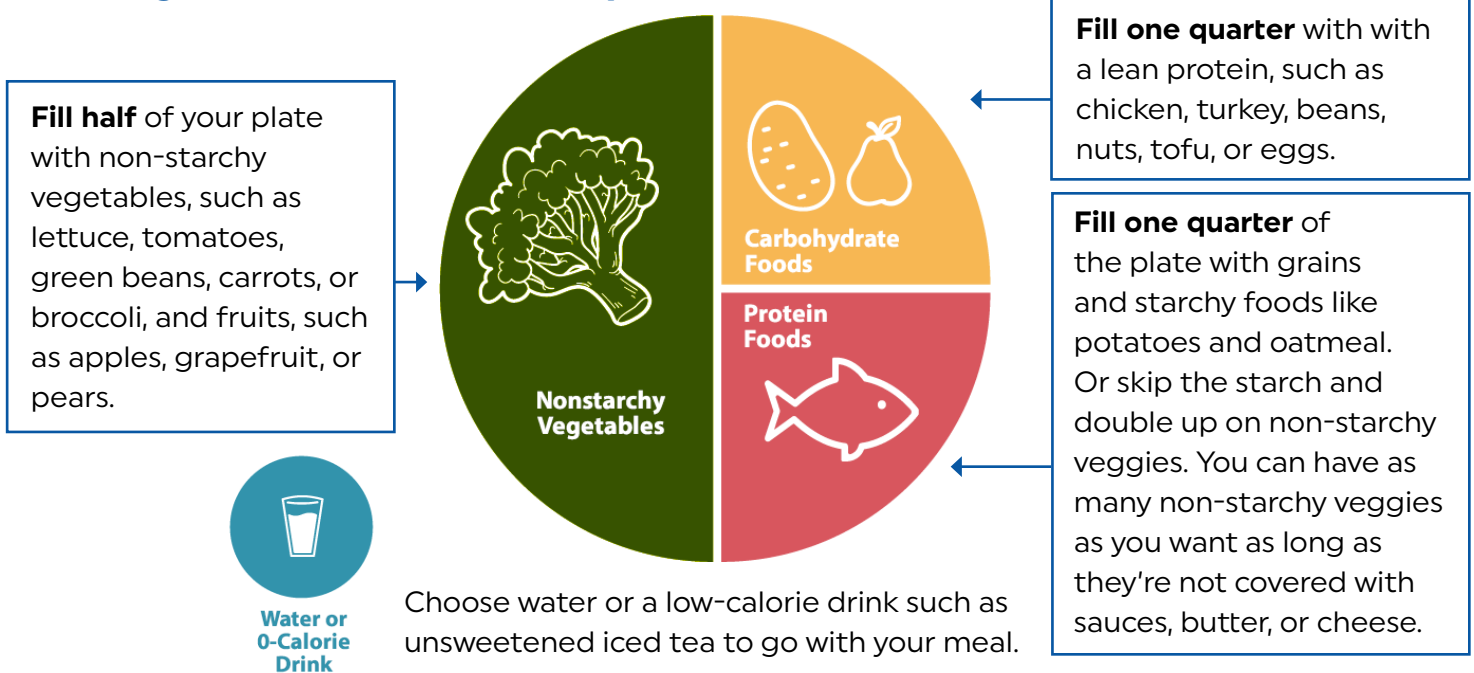 Fill half of your plate
with non-starchy
vegetables, such as
lettuce, tomatoes,
green beans, carrots, or
broccoli, and fruits, such
as apples, grapefruit, or
pears.
Nonstarchy
Vegetables
Carbohydrate
Foods
Protein
Foods
Fill one quarter with with
a lean protein, such as
chicken, turkey, beans,
nuts, tofu, or eggs.
Fill one quarter of
the plate with grains
and starchy foods like
potatoes and oatmeal.
Or skip the starch and
double up on non-starchy
veggies. You can have as
many non-starchy veggies
as you want as long as
they’re not covered with
sauces, butter, or cheese.
Water or
0-Calorie
Drink
Choose water or a low-calorie drink such as
unsweetened iced tea to go with your meal.